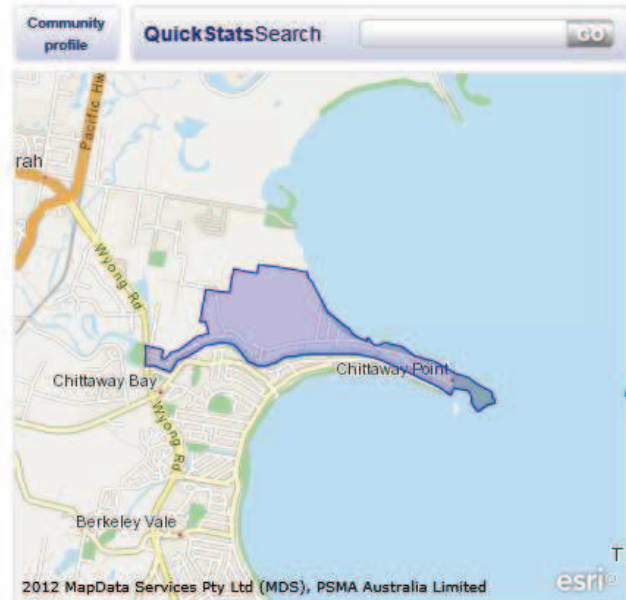 Community
profile
QuickStatsSearch
GO
rah
Pacific Hw
Wyong Rd
Chittaway Point
Chittaway Bay
Wyong Rd
Berkeley Vale
T
2012 MapData Services Pty Ltd (MDS), PSMA Australia Limited
esri®